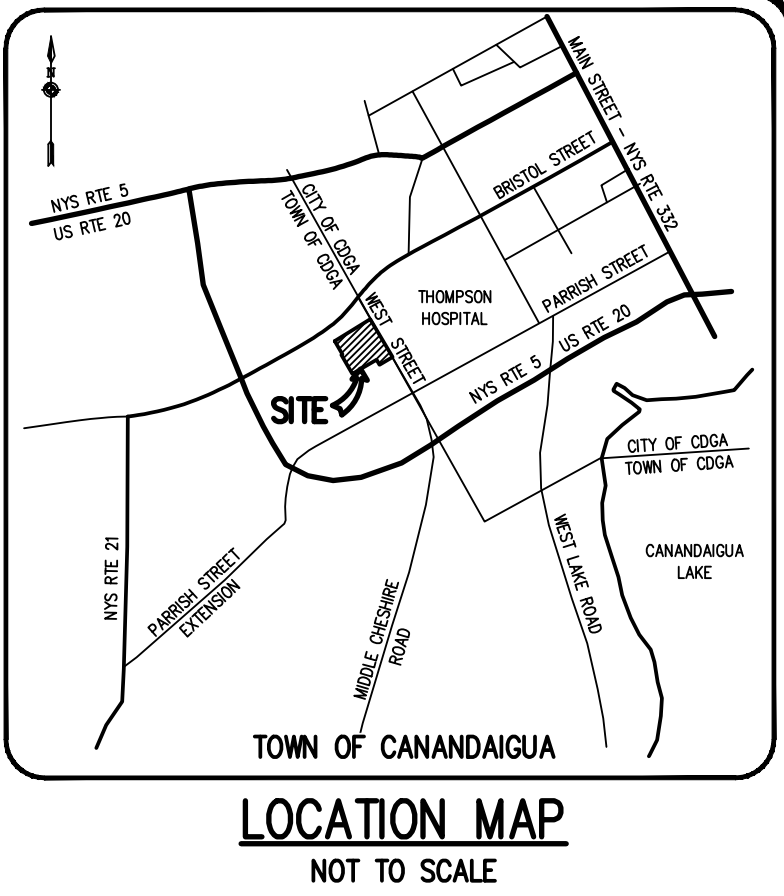 N
MAIN STREET - NYS RTE 332
BRISTOL STREET
NYS RTE 5
US RTE 20
CITY OF CDGA
TOWN OF CDGA
WEST STREET
THOMPSON
HOSPITAL
PARRISH STREET
NYS RTE 5
US RTE 20
SITE
CITY OF CDGA
TOWN OF CDGA
NYS RTE 21
PARRISH STREET
EXTENSION
MIDDLE CHESHIRE
ROAD
WEST LAKE ROAD
CANANDAIGUA
LAKE
TOWN OF CANANDAIGUA
LOCATION MAP
NOT TO SCALE